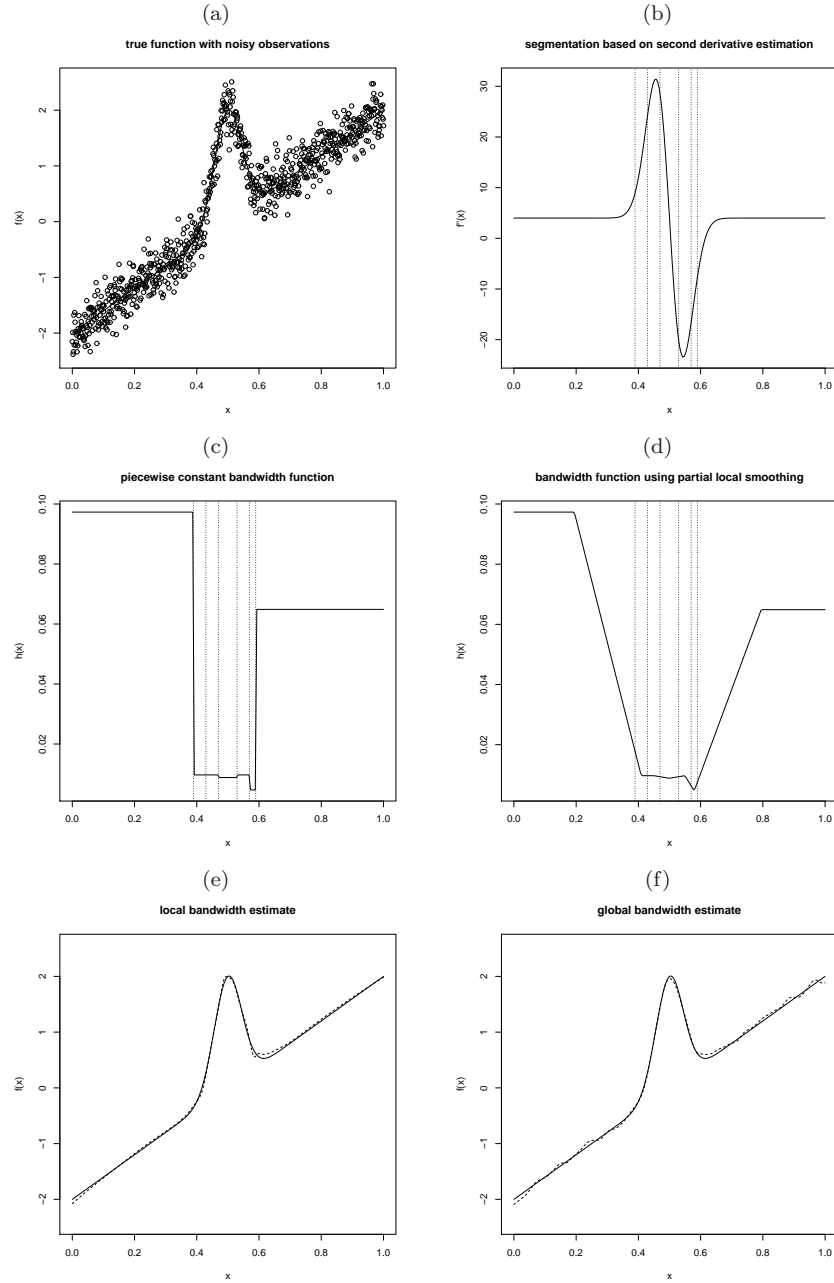 (a)
true function with noisy observations
f(x)
2
1
0
−1
−2
0.0 0.2 0.4 0.6 0.8 1.0
x
(b)
segmentation based on second derivative estimation
f''(x)
30
20
10
0
−10
−20
0.0 0.2 0.4 0.6 0.8 1.0
x
(c)
piecewise constant bandwidth function
h(x)
0.10
0.08
0.06
0.04
0.02
0.0 0.2 0.4 0.6 0.8 1.0
x
(d)
bandwidth function using partial local smoothing
h(x)
0.10
0.08
0.06
0.04
0.02
0.0 0.2 0.4 0.6 0.8 1.0
x
(e)
local bandwidth estimate
f(x)
2
1
0
−1
−2
0.0 0.2 0.4 0.6 0.8 1.0
x
(f)
global bandwidth estimate
f(x)
2
1
0
−1
−2
0.0 0.2 0.4 0.6 0.8 1.0
x